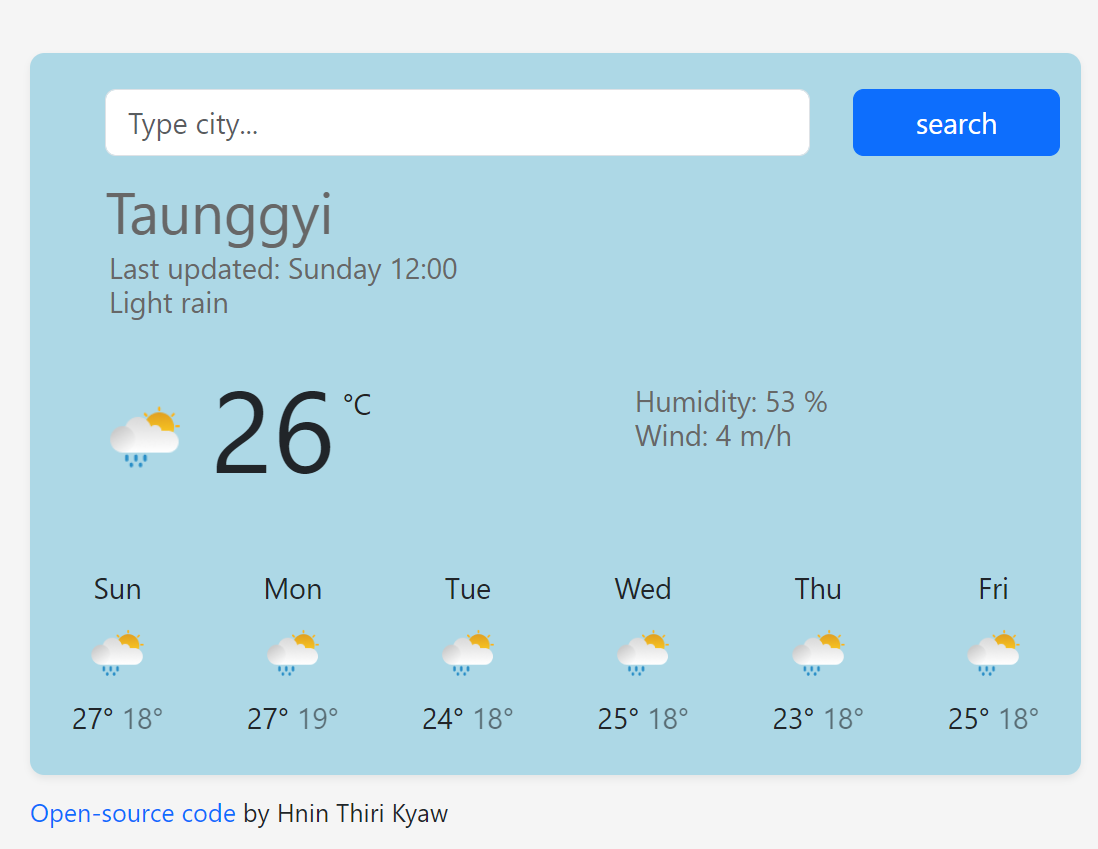 Type city...
search
Taunggyi
Last updated: Sunday 12:00
Light rain
26 °C
Humidity: 53 %
Wind: 4 m/h
Sun Mon Tue Wed Thu Fri
27° 18° 27° 19° 24° 18° 25° 18° 23° 18° 25° 18°
Open-source code by Hnin Thiri Kyaw